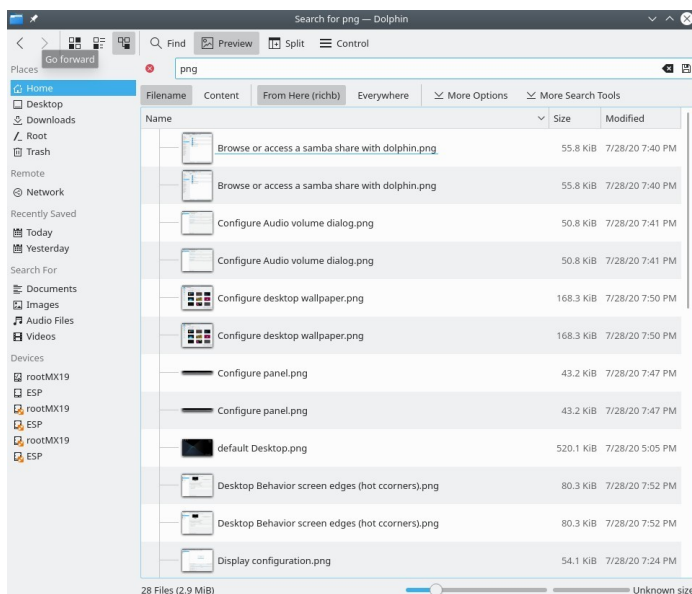 Search for png — Dolphin
Find Preview Split Control
Go forward
Places
png
Home
Desktop
Downloads
Root
Trash
Remote
Network
Recently Saved
Today
Yesterday
Search For
Documents
Images
Audio Files
Videos
Devices
rootMX19
ESP
rootMX19
ESP
rootMX19
ESP
Filename Content From Here (richb) Everywhere More Options More Search Tools
Name Size Modified
Browse or access a samba share with dolphin.png 55.8 KiB 7/28/20 7:40 PM
Browse or access a samba share with dolphin.png 55.8 KiB 7/28/20 7:40 PM
Configure Audio volume dialog.png 50.8 KiB 7/28/20 7:41 PM
Configure Audio volume dialog.png 50.8 KiB 7/28/20 7:41 PM
Configure desktop wallpaper.png 168.3 KiB 7/28/20 7:50 PM
Configure desktop wallpaper.png 168.3 KiB 7/28/20 7:50 PM
Configure panel.png 43.2 KiB 7/28/20 7:47 PM
Configure panel.png 43.2 KiB 7/28/20 7:47 PM
default Desktop.png 520.1 KiB 7/28/20 5:05 PM
Desktop Behavior screen edges (hot ccorners).png 80.3 KiB 7/28/20 7:52 PM
Desktop Behavior screen edges (hot ccorners).png 80.3 KiB 7/28/20 7:52 PM
Display configuration.png 54.1 KiB 7/28/20 7:24 PM
28 Files (2.9 MiB) Unknown size